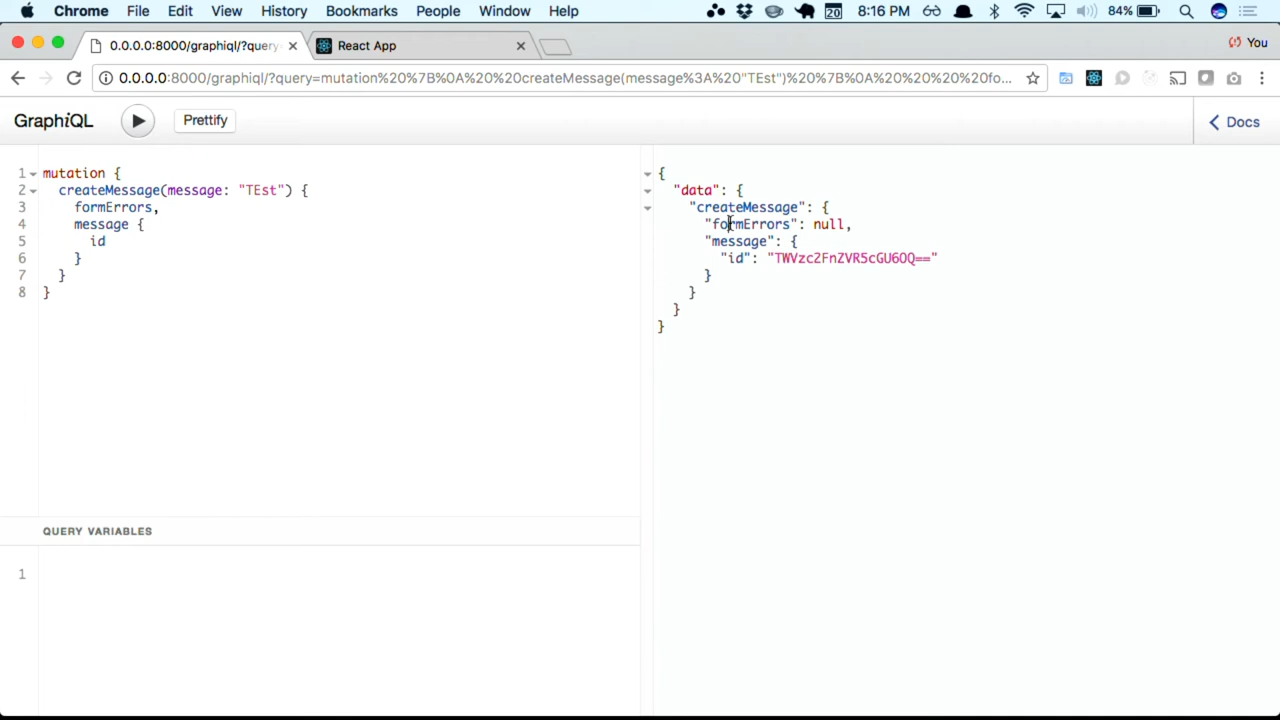 Chrome File Edit View History Bookmarks People Window Help 20 8:16 PM 84%
0.0.0.0:8000/graphiql/?query React App You
0.0.0.0:8000/graphiql/?query=mutation%20%7B%0A%20%20createMessage(message%3A%20"TEst")%20%7B%0A%20%20%20%20fo...
GraphiQL Prettify Docs
1 mutation {
2 createMessage(message: "TEst") {
3 formErrors,
4 message {
5 id
6 }
7 }
8 }
{
"data": {
"createMessage": {
"formErrors": null,
"message": {
"id": "TWVzc2FnZVR5cGU6OQ=="
}
}
}
}
QUERY VARIABLES
1